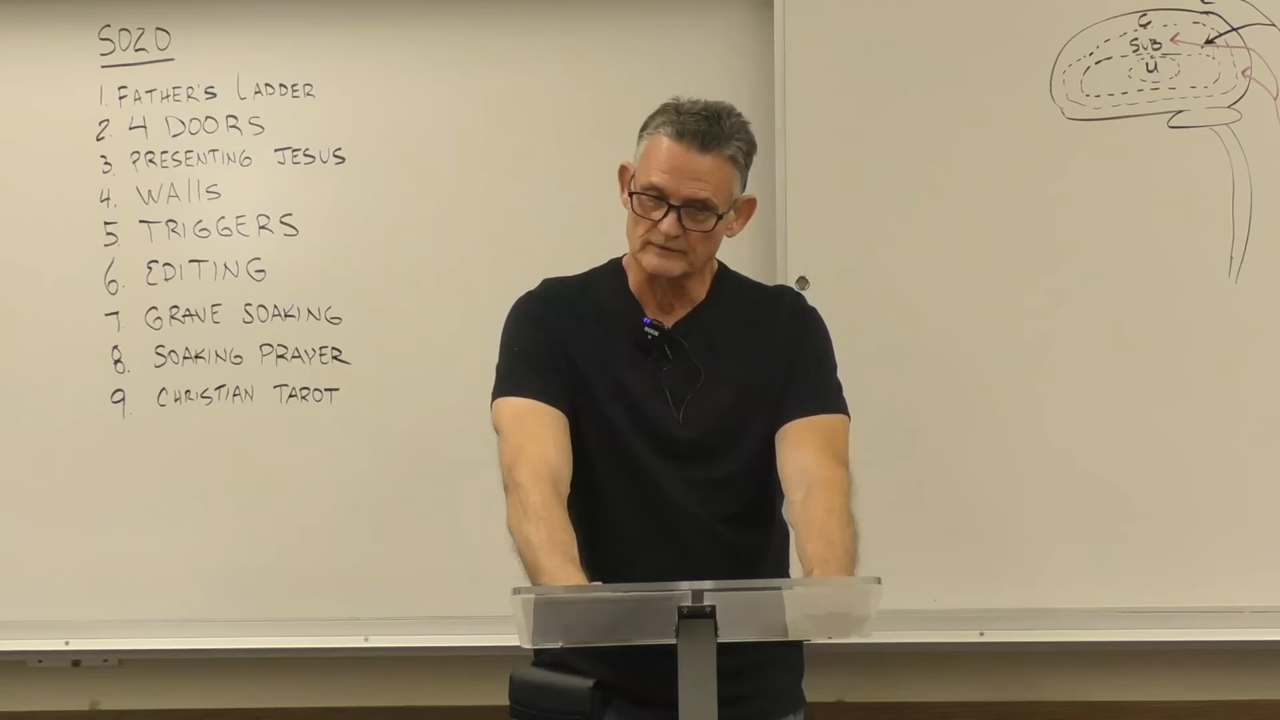 SOZO
1. FATHER'S LADDER
2. 4 DOORS
3. PRESENTING JESUS
4. WALLS
5. TRIGGERS
6. EDITING
7. GRAVE SOAKING
8. SOAKING PRAYER
9. CHRISTIAN TAROT
C
SUB
U